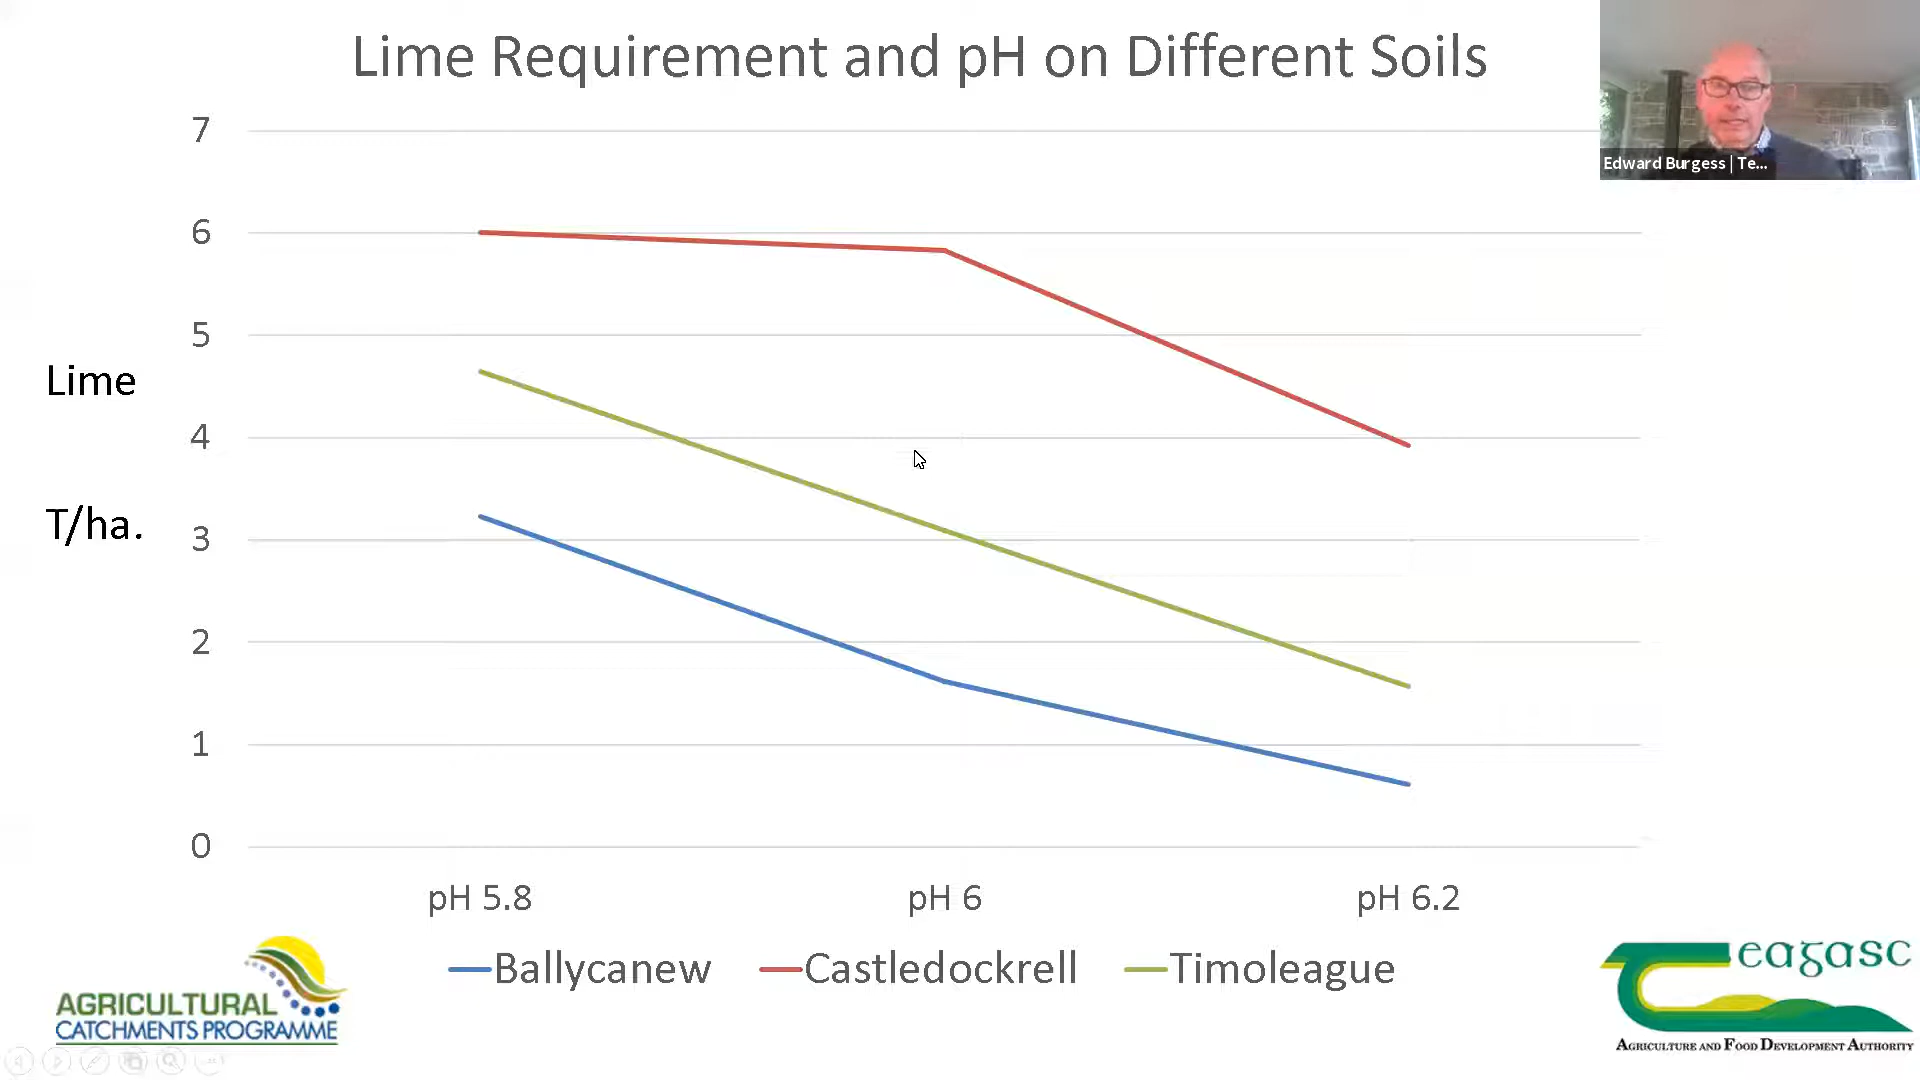 Lime Requirement and pH on Different Soils
Edward Burgess | Te...
7
6
5
4
3
2
1
0
Lime
T/ha.
pH 5.8
pH 6
pH 6.2
Ballycanew
Castledockrell
Timoleague
AGRICULTURAL
CATCHMENTS PROGRAMME
eagasc
AGRICULTURE AND FOOD DEVELOPMENT AUTHORITY